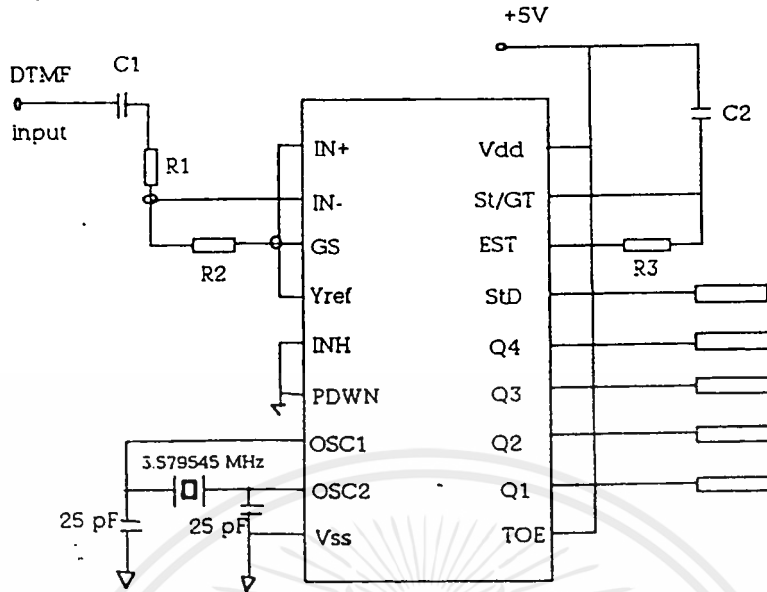 +5V
C1
DTMF
input
C2
R1
IN+
Vdd
IN-
St/GT
GS
EST
R2
R3
Yref
StD
INH
Q4
PDWN
Q3
OSC1
Q2
3.579545 MHz
OSC2
Q1
25 pF
25 pF
Vss
TOE